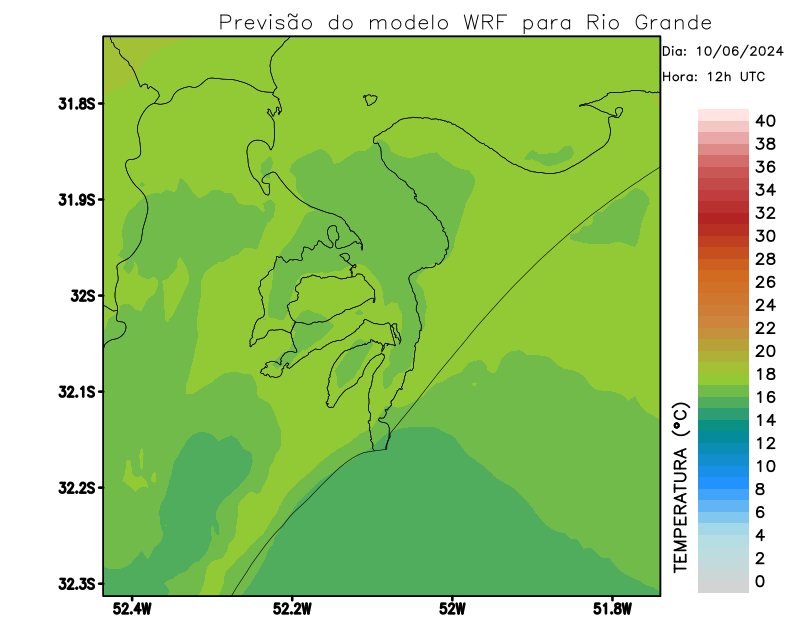 Previsão do modelo WRF para Rio Grande
Dia: 10/06/2024
Hora: 12h UTC
31.8S
31.9S
32S
32.1S
32.2S
32.3S
52.4W
52.2W
52W
51.8W
TEMPERATURA (°C)
40
38
36
34
32
30
28
26
24
22
20
18
16
14
12
10
8
6
4
2
0